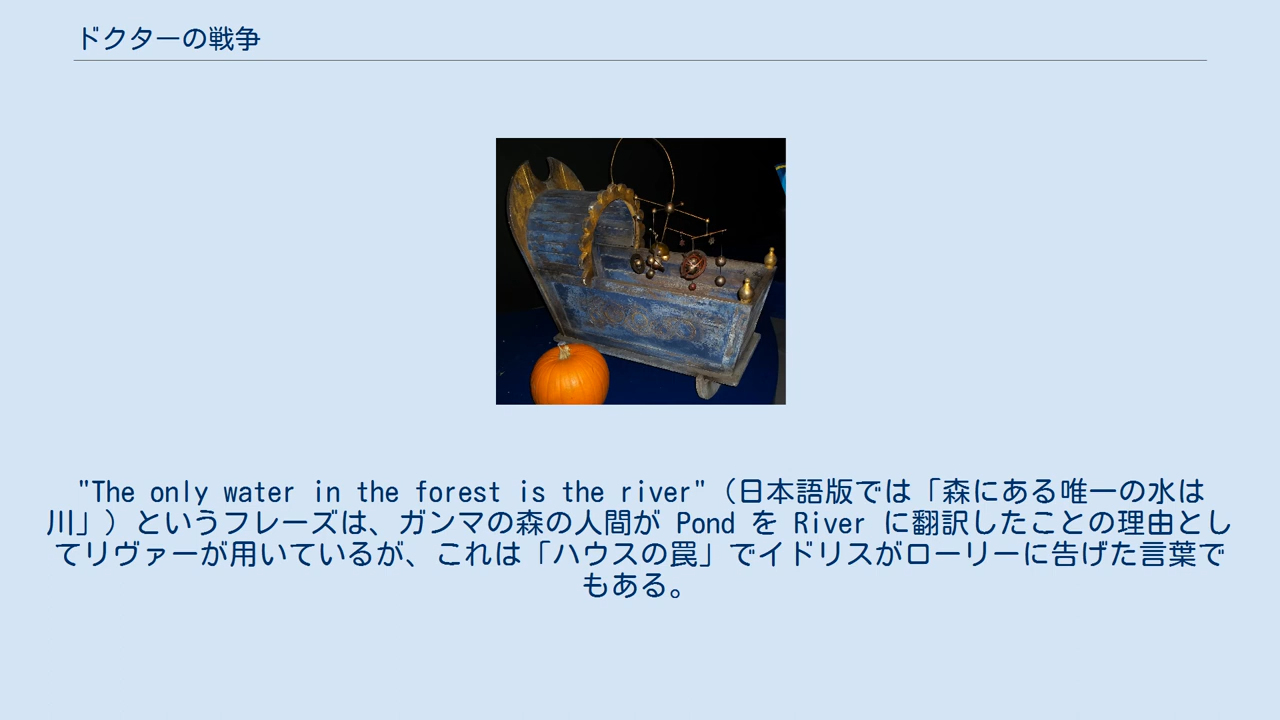 ドクターの戦争
"The only water in the forest is the river"（日本語版では「森にある唯一の水は
川」）というフレーズは、ガンマの森の人間が Pond を River に翻訳したことの理由とし
てリヴァーが用いているが、これは「ハウスの罠」でイドリスがローリーに告げた言葉で
もある。